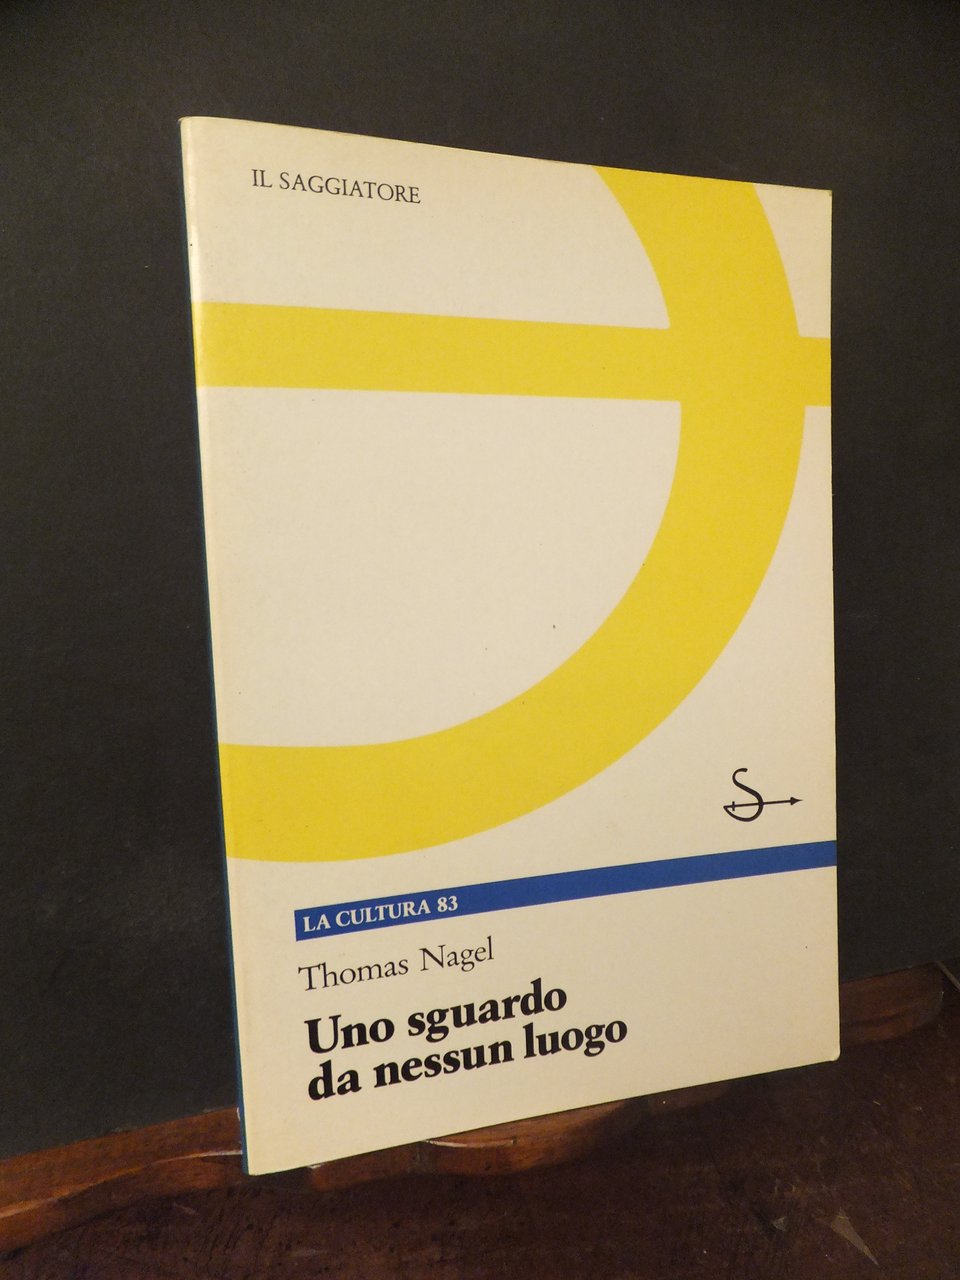 IL SAGGIATORE
LA CULTURA 83
Thomas Nagel
Uno sguardo
da nessun luogo